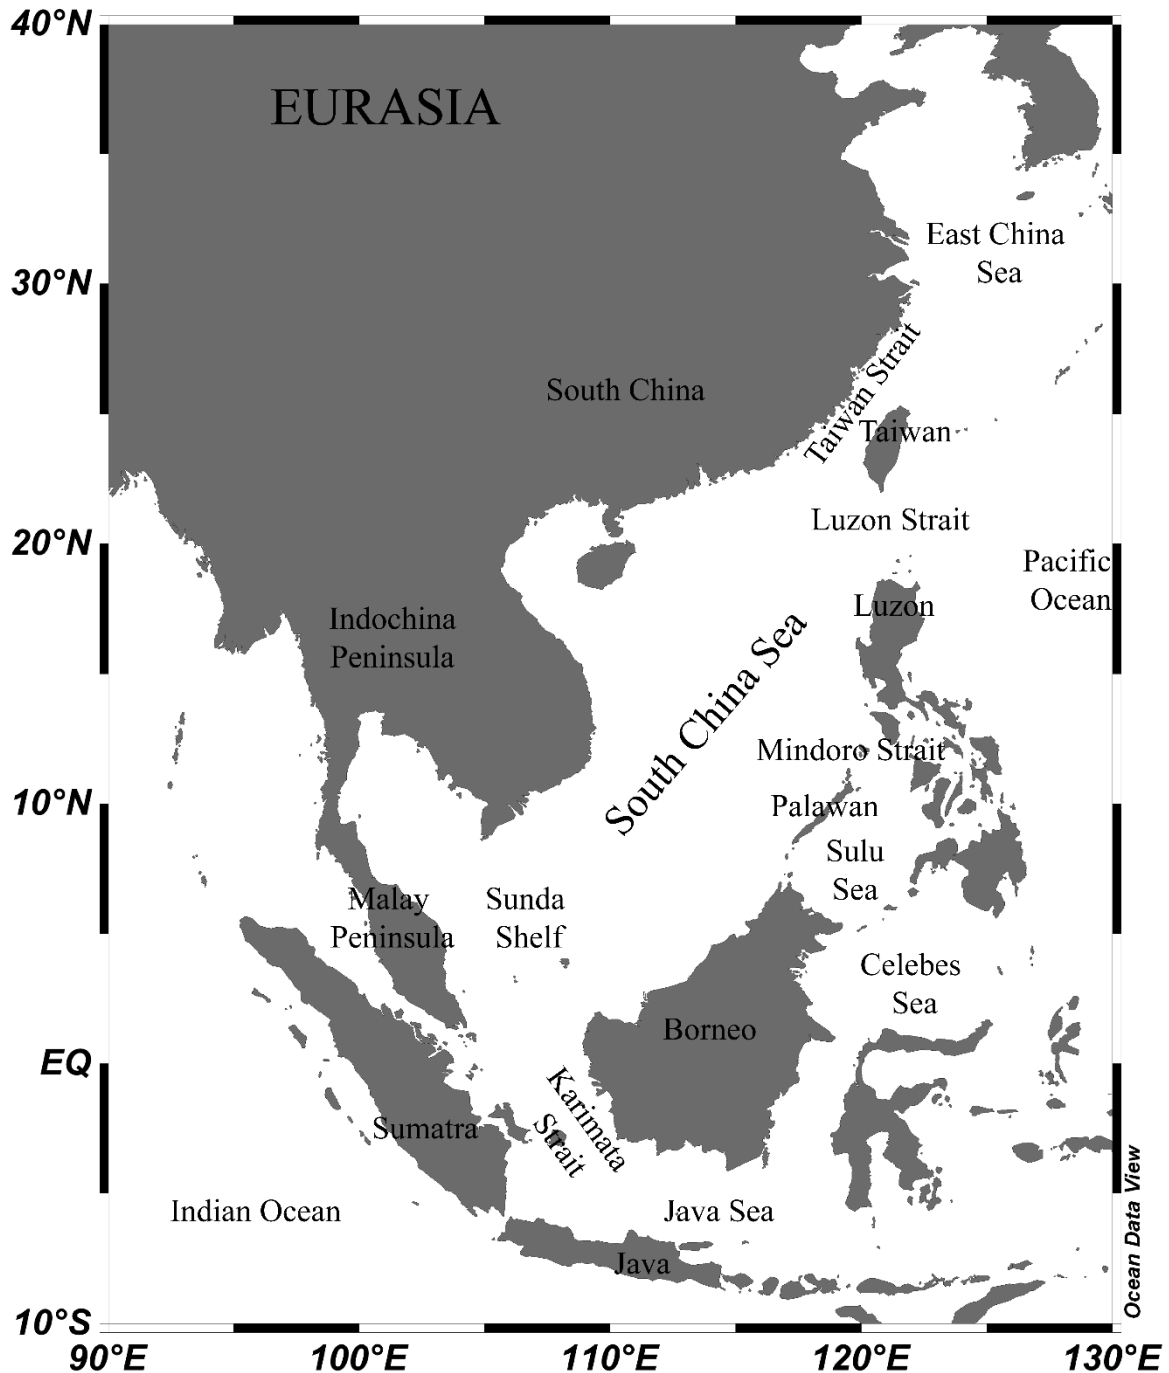 40°N
EURASIA
East China
Sea
30°N
Taiwan Strait
South China
Taiwan
Luzon Strait
20°N
Pacific
Ocean
Luzon
Indochina
Peninsula
South China Sea
Mindoro Strait
10°N
Palawan
Sulu
Sea
Malay
Peninsula
Sunda
Shelf
Celebes
Sea
Borneo
EQ
Karimata
Strait
Sumatra
Indian Ocean
Java Sea
Java
Ocean Data View
10°S
90°E
100°E
110°E
120°E
130°E